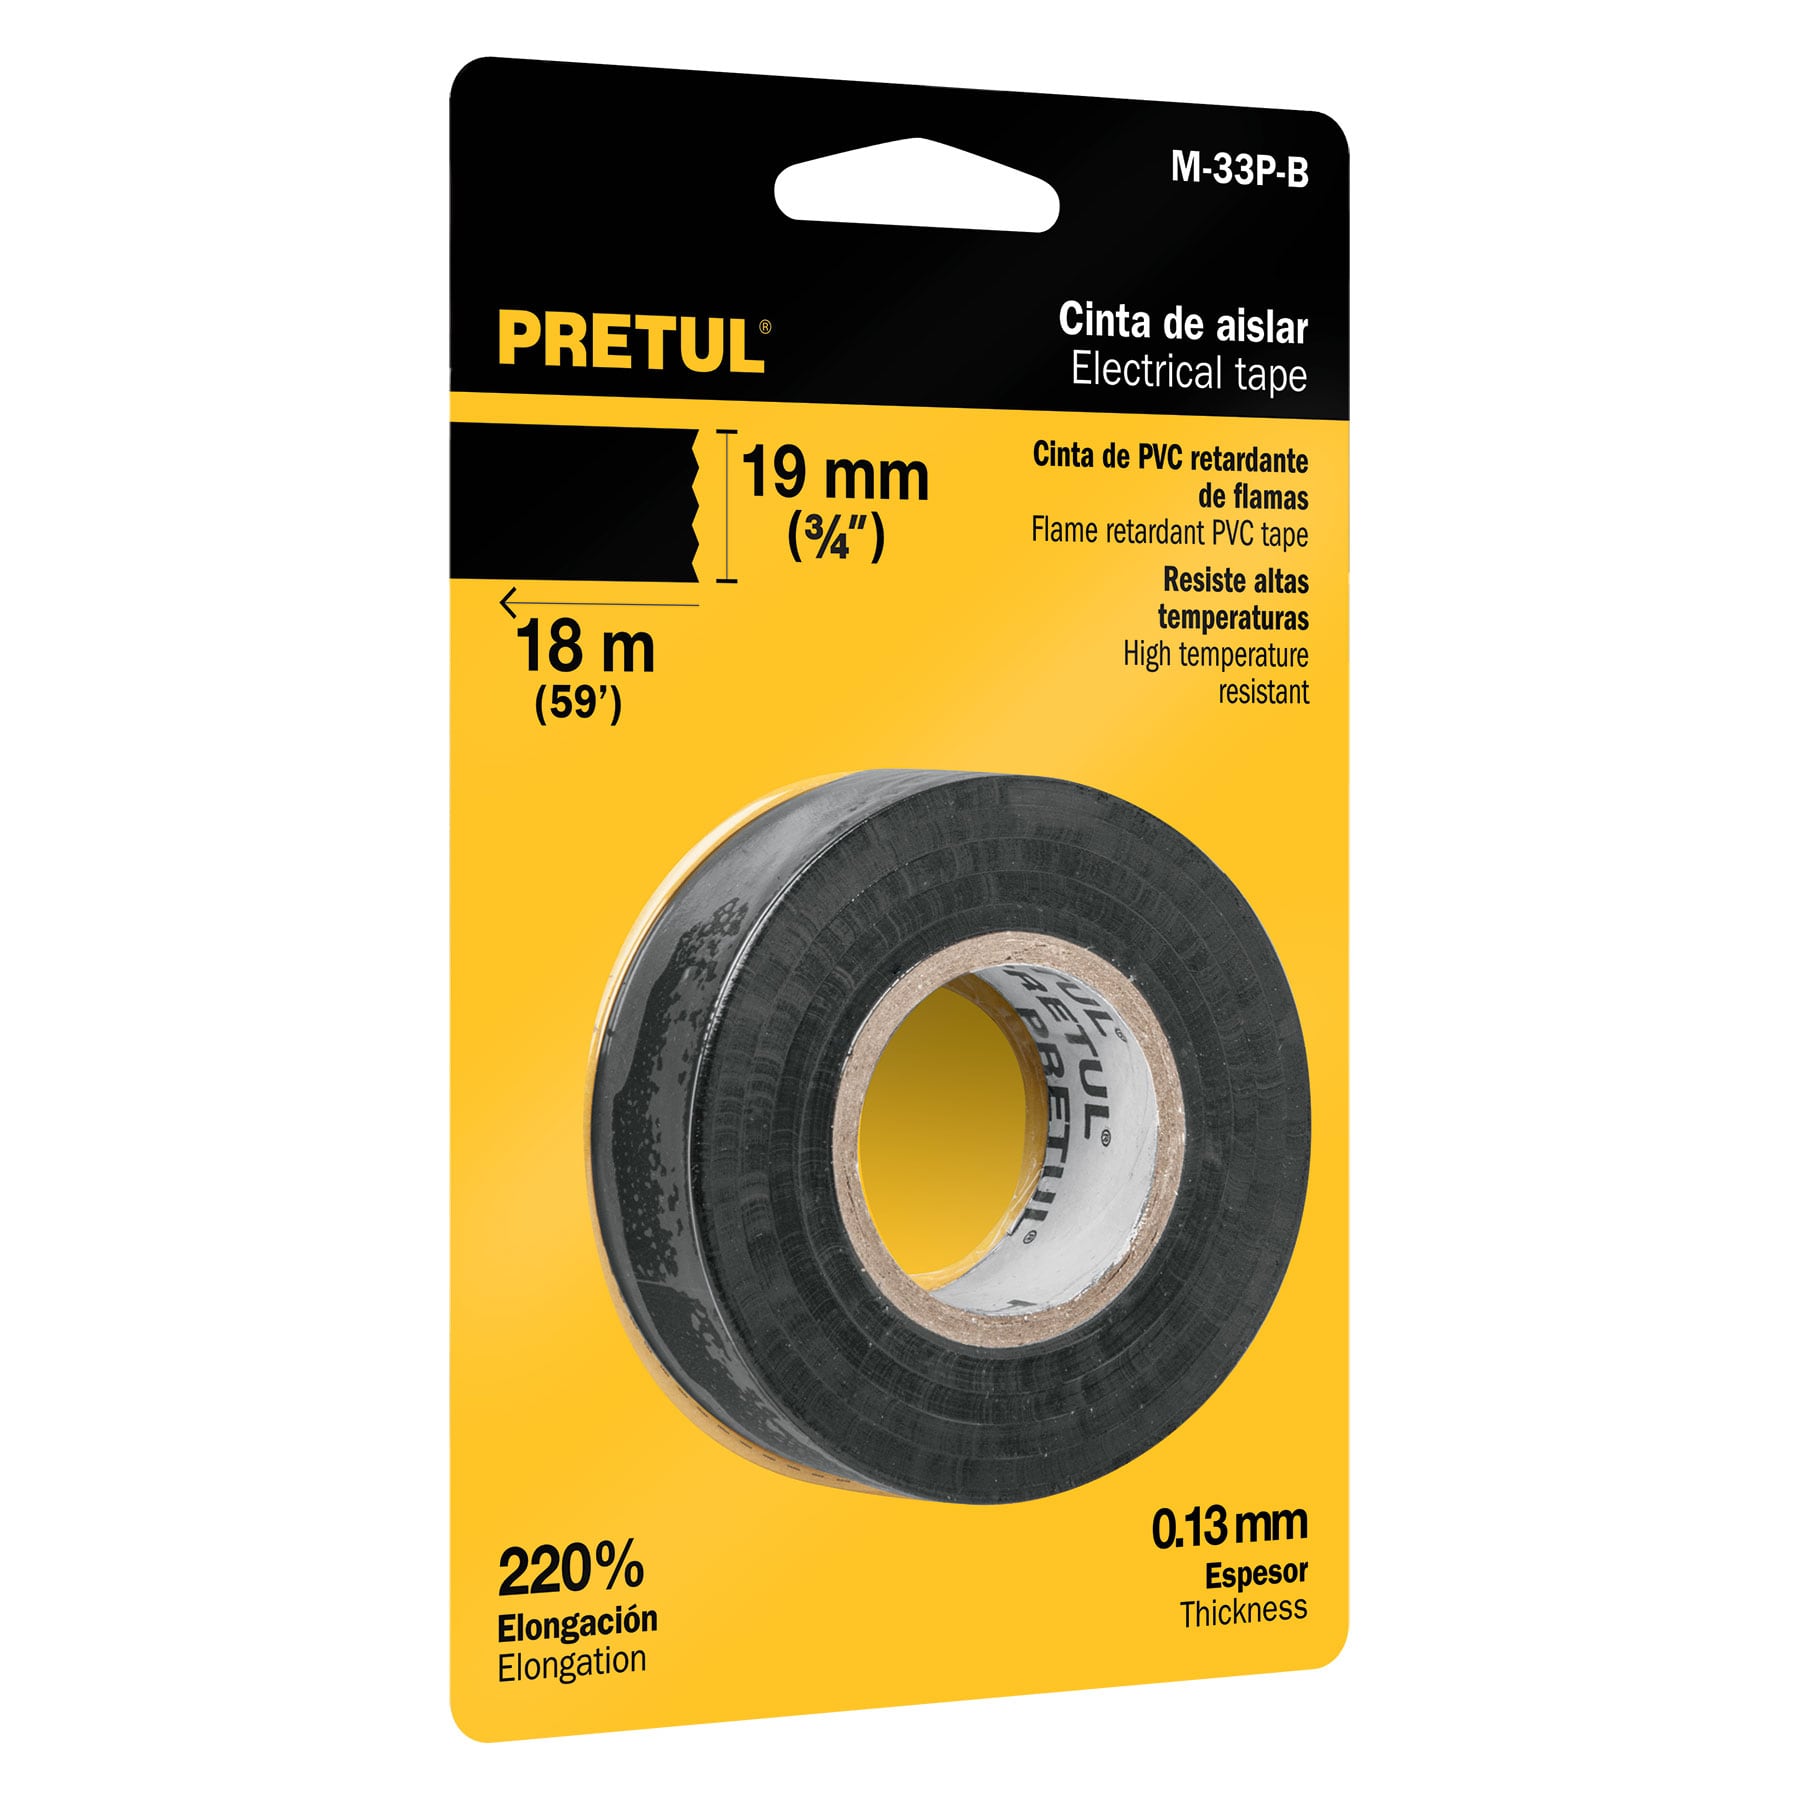 M-33P-B
PRETUL®
Cinta de aislar
Electrical tape
19 mm
(3/4")
18 m
(59')
Cinta de PVC retardante
de flamas
Flame retardant PVC tape
Resiste altas
temperaturas
High temperature
resistant
TUL®
PRETUL®
PRETUL®
220%
Elongación
Elongation
0.13 mm
Espesor
Thickness